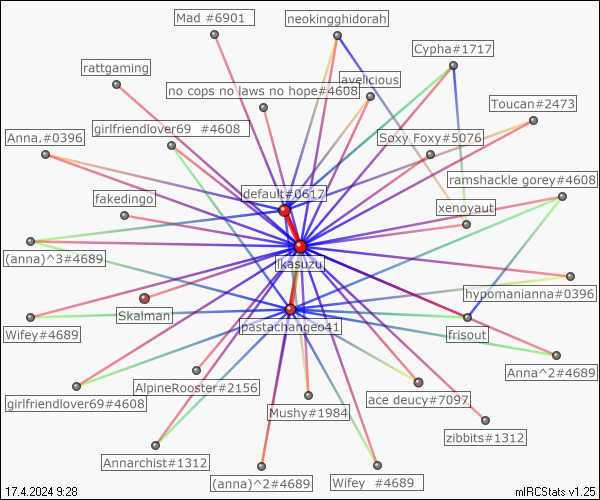 Mad #6901
neokingghidorah
Cypha#1717
rattgaming
avelicious
no cops no laws no hope#4608
Toucan#2473
girlfriendlover69 #4608
Anna.#0396
Soxy Foxy#5076
ramshackle gorey#4608
default#0617
fakedingo
xenoyaut
(anna)^3#4689
ikasuzu
hypomanianna#0396
Skalman
pastachangeo41
Wifey#4689
frisout
Anna^2#4689
AlpineRooster#2156
ace deucy#7097
girlfriendlover69#4608
Mushy#1984
zibbits#1312
Annarchist#1312
(anna)^2#4689
Wifey #4689
17.4.2024 9:28
mIRCStats v1.25